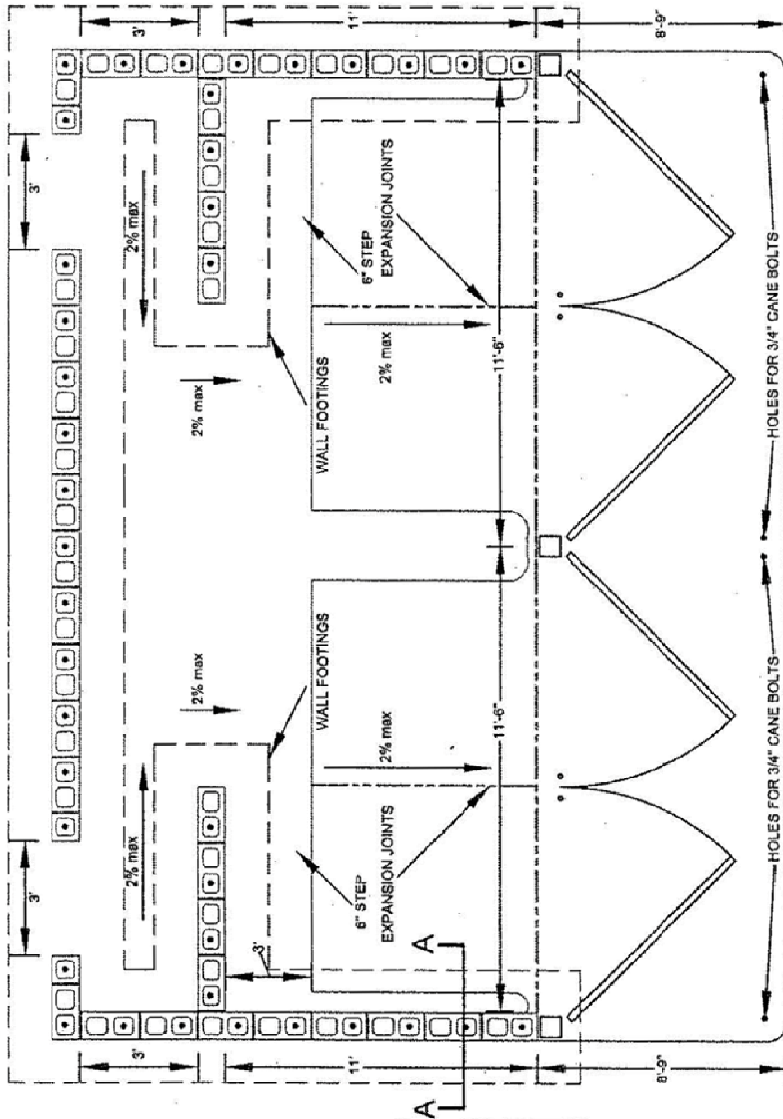 3'
11'
8'-9"
3'
2% max
6" STEP
EXPANSION JOINTS
2% max
2% max
11'-6"
WALL FOOTINGS
HOLES FOR 3/4" CANE BOLTS
2% max
WALL FOOTINGS
2% max
11'-6"
3'
2% max
6" STEP
EXPANSION JOINTS
3'
HOLES FOR 3/4" CANE BOLTS
A
A
3'
11'
8'-9"